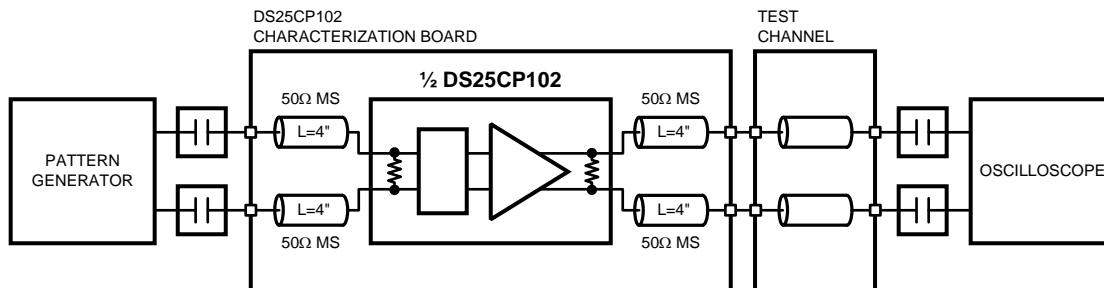 DS25CP102
CHARACTERIZATION BOARD
TEST
CHANNEL
½ DS25CP102
50Ω MS
50Ω MS
L=4"
L=4"
PATTERN
GENERATOR
OSCILLOSCOPE
L=4"
L=4"
50Ω MS
50Ω MS